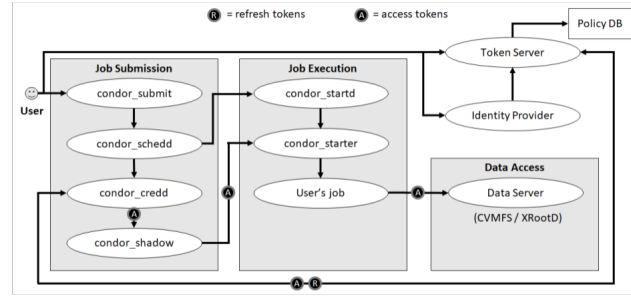 R = refresh tokens
A = access tokens
Policy DB
Token Server
Job Submission
Job Execution
condor_submit
condor_startd
User
Identity Provider
condor_schedd
condor_starter
Data Access
condor_credd
A
User's job
A
Data Server
A
(CVMFS / XRootD)
condor_shadow
A R